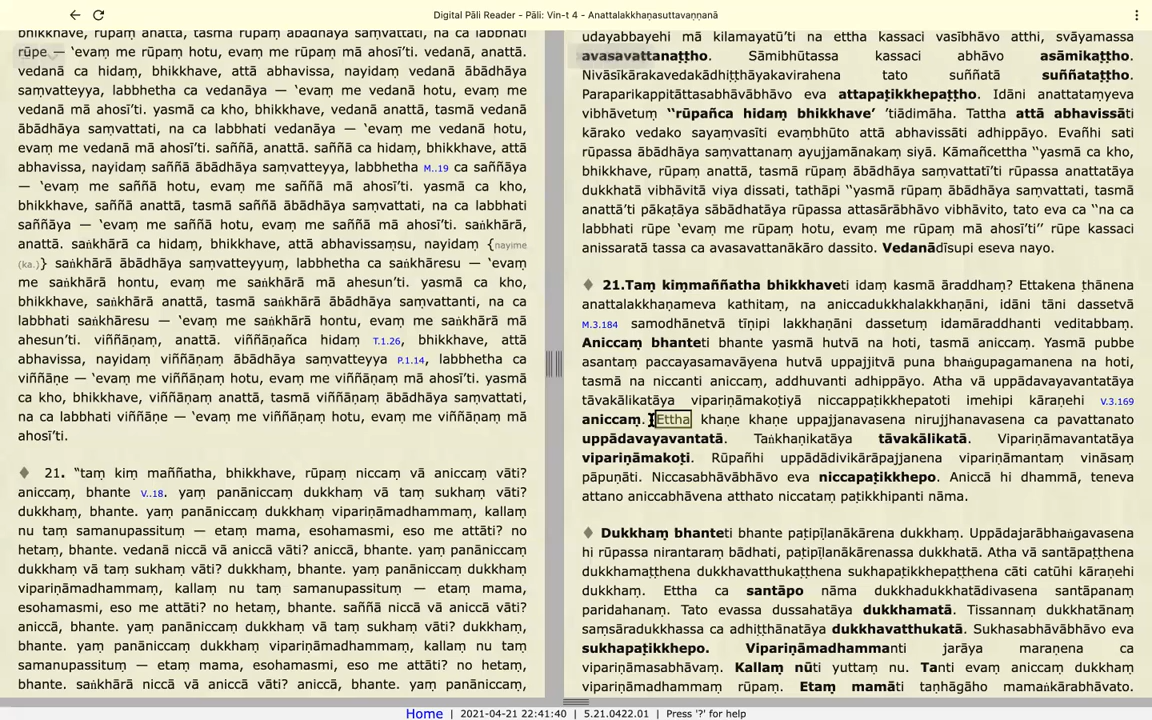 Digital Pāli Reader - Pāli: Vin-t 4 - Anattalakkhaṇasuttavaṇṇanā
bhikkhave, rūpaṃ anattā, tasmā rūpaṃ ābādhāya saṃvattati, na ca labbhati
rūpe — ‘evaṃ me rūpaṃ hotu, evaṃ me rūpaṃ mā ahosī’ti. vedanā, anattā.
vedanā ca hidaṃ, bhikkhave, attā abhavissa, nayidaṃ vedanā ābādhāya
saṃvatteyya, labbhetha ca vedanāya — ‘evaṃ me vedanā hotu, evaṃ me
vedanā mā ahosī’ti. yasmā ca kho, bhikkhave, vedanā anattā, tasmā vedanā
ābādhāya saṃvattati, na ca labbhati vedanāya — ‘evaṃ me vedanā hotu,
evaṃ me vedanā mā ahosī’ti. saññā, anattā. saññā ca hidaṃ, bhikkhave, attā
abhavissa, nayidaṃ saññā ābādhāya saṃvatteyya, labbhetha M..19 ca saññāya
— ‘evaṃ me saññā hotu, evaṃ me saññā mā ahosī’ti. yasmā ca kho,
bhikkhave, saññā anattā, tasmā saññā ābādhāya saṃvattati, na ca labbhati
saññāya — ‘evaṃ me saññā hotu, evaṃ me saññā mā ahosī’ti. saṅkhārā,
anattā. saṅkhārā ca hidaṃ, bhikkhave, attā abhavissaṃsu, nayidaṃ {nayime
(ka.)} saṅkhārā ābādhāya saṃvatteyyuṃ, labbhetha ca saṅkhāresu — ‘evaṃ
me saṅkhārā hontu, evaṃ me saṅkhārā mā ahesun’ti. yasmā ca kho,
bhikkhave, saṅkhārā anattā, tasmā saṅkhārā ābādhāya saṃvattanti, na ca
labbhati saṅkhāresu — ‘evaṃ me saṅkhārā hontu, evaṃ me saṅkhārā mā
ahesun’ti. viññāṇaṃ, anattā. viññāṇañca hidaṃ T.1.26, bhikkhave, attā
abhavissa, nayidaṃ viññāṇaṃ ābādhāya saṃvatteyya P.1.14, labbhetha ca
viññāṇe — ‘evaṃ me viññāṇaṃ hotu, evaṃ me viññāṇaṃ mā ahosī’ti. yasmā
ca kho, bhikkhave, viññāṇaṃ anattā, tasmā viññāṇaṃ ābādhāya saṃvattati,
na ca labbhati viññāṇe — ‘evaṃ me viññāṇaṃ hotu, evaṃ me viññāṇaṃ mā
ahosī’ti.
♦ 21. “taṃ kiṃ maññatha, bhikkhave, rūpaṃ niccaṃ vā aniccaṃ vāti?
aniccaṃ, bhante V..18. yaṃ panāniccaṃ dukkhaṃ vā taṃ sukhaṃ vāti?
dukkhaṃ, bhante. yaṃ panāniccaṃ dukkhaṃ vipariṇāmadhammaṃ, kallaṃ
nu taṃ samanupassituṃ — etaṃ mama, esohamasmi, eso me attāti? no
hetaṃ, bhante. vedanā niccā vā aniccā vāti? aniccā, bhante. yaṃ panāniccaṃ
dukkhaṃ vā taṃ sukhaṃ vāti? dukkhaṃ, bhante. yaṃ panāniccaṃ dukkhaṃ
vipariṇāmadhammaṃ, kallaṃ nu taṃ samanupassituṃ — etaṃ mama,
esohamasmi, eso me attāti? no hetaṃ, bhante. saññā niccā vā aniccā vāti?
aniccā, bhante. yaṃ panāniccaṃ dukkhaṃ vā taṃ sukhaṃ vāti? dukkhaṃ,
bhante. yaṃ panāniccaṃ dukkhaṃ vipariṇāmadhammaṃ, kallaṃ nu taṃ
samanupassituṃ — etaṃ mama, esohamasmi, eso me attāti? no hetaṃ,
bhante. saṅkhārā niccā vā aniccā vāti? aniccā, bhante. yaṃ panāniccaṃ,
udayabbayehi mā kilamayatū’ti na ettha kassaci vasībhāvo atthi, svāyamassa
avasavattanaṭṭho. Sāmibhūtassa kassaci abhāvo asāmikaṭṭho.
Nivāsīkārakavedakādhiṭṭhāyakavirahena tato suññatā suññataṭṭho.
Paraparikappitāttasabhāvābhāvo eva attapaṭikkhepaṭṭho. Idāni anattataṃyeva
vibhāvetuṃ ‘‘rūpañca hidaṃ bhikkhave’ ’tiādimāha. Tattha attā abhavissāti
kārako vedako sayaṃvasīti evaṃbhūto attā abhavissāti adhippāyo. Evañhi sati
rūpassa ābādhāya saṃvattanaṃ ayujjamānakaṃ siyā. Kāmañcettha ‘‘yasmā ca kho,
bhikkhave, rūpaṃ anattā, tasmā rūpaṃ ābādhāya saṃvattatī’ti rūpassa anattatāya
dukkhatā vibhāvitā viya dissati, tathāpi ‘‘yasmā rūpaṃ ābādhāya saṃvattati, tasmā
anattā’ti pākaṭāya sābādhatāya rūpassa attasārābhāvo vibhāvito, tato eva ca ‘‘na ca
labbhati rūpe ‘evaṃ me rūpaṃ hotu, evaṃ me rūpaṃ mā ahosī’ti” rūpe kassaci
anissaratā tassa ca avasavattanākāro dassito. Vedanādīsupi eseva nayo.
♦ 21.Taṃ kiṃmaññatha bhikkhaveti idaṃ kasmā āraddhaṃ? Ettakena ṭhānena
anattalakkhaṇameva kathitaṃ, na aniccadukkhalakkhaṇāni, idāni tāni dassetvā
M.3.184 samodhānetvā tīṇipi lakkhaṇāni dassetuṃ idamāraddhanti veditabbaṃ.
Aniccaṃ bhanteti bhante yasmā hutvā na hoti, tasmā aniccaṃ. Yasmā pubbe
asantaṃ paccayasamavāyena hutvā uppajjitvā puna bhaṅgupagamanena na hoti,
tasmā na niccanti aniccaṃ, addhuvanti adhippāyo. Atha vā uppādavayavantatāya
tāvakālikatāya vipariṇāmakoṭiyā niccappaṭikkhepatoti imehipi kāraṇehi V.3.169
aniccaṃ. Ettha khaṇe khaṇe uppajjanavasena nirujjhanavasena ca pavattanato
uppādavayavantatā. Taṅkhaṇikatāya tāvakālikatā. Vipariṇāmavantatāya
vipariṇāmakoṭi. Rūpañhi uppādādivikārāpajjanena vipariṇāmantaṃ vināsaṃ
pāpuṇāti. Niccasabhāvābhāvo eva niccapaṭikkhepo. Aniccā hi dhammā, teneva
attano aniccabhāvena atthato niccataṃ paṭikkhipanti nāma.
♦ Dukkhaṃ bhanteti bhante paṭipīḷanākārena dukkhaṃ. Uppādajarābhaṅgavasena
hi rūpassa nirantaraṃ bādhati, paṭipīḷanākārenassa dukkhatā. Atha vā santāpaṭṭhena
dukkhamaṭṭhena dukkhavatthukaṭṭhena sukhapaṭikkhepaṭṭhena cāti catūhi kāraṇehi
dukkhaṃ. Ettha ca santāpo nāma dukkhadukkhatādivasena santāpanaṃ
paridahanaṃ. Tato evassa dussahatāya dukkhamatā. Tissannaṃ dukkhatānaṃ
saṃsāradukkhassa ca adhiṭṭhānatāya dukkhavatthukatā. Sukhasabhāvābhāvo eva
sukhapaṭikkhepo. Vipariṇāmadhammanti jarāya maraṇena ca
vipariṇāmasabhāvaṃ. Kallaṃ nūti yuttaṃ nu. Tanti evaṃ aniccaṃ dukkhaṃ
vipariṇāmadhammaṃ rūpaṃ. Etaṃ mamāti taṇhāgāho mamaṅkārabhāvato.
Home | 2021-04-21 22:41:40 | 5.21.0422.01 | Press '?' for help